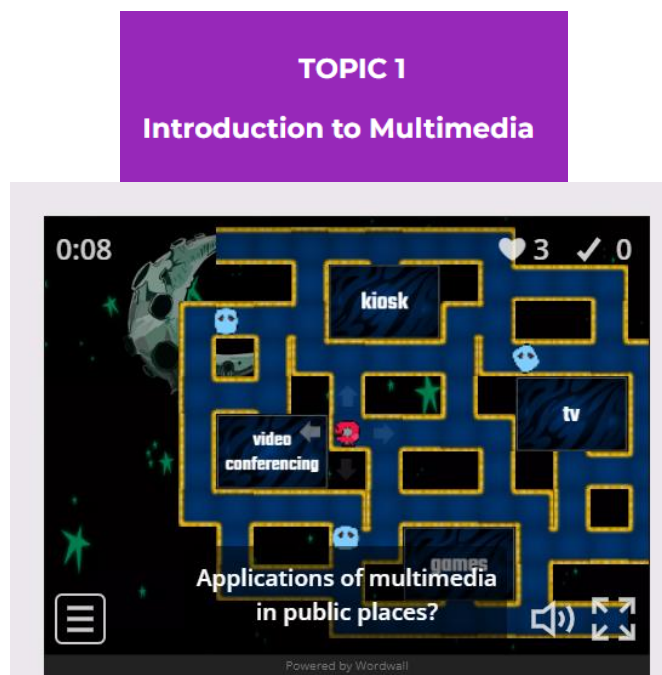 TOPIC 1
Introduction to Multimedia
0:08
3
0
kiosk
tv
video
conferencing
games
Applications of multimedia
in public places?
Powered by Wordwall